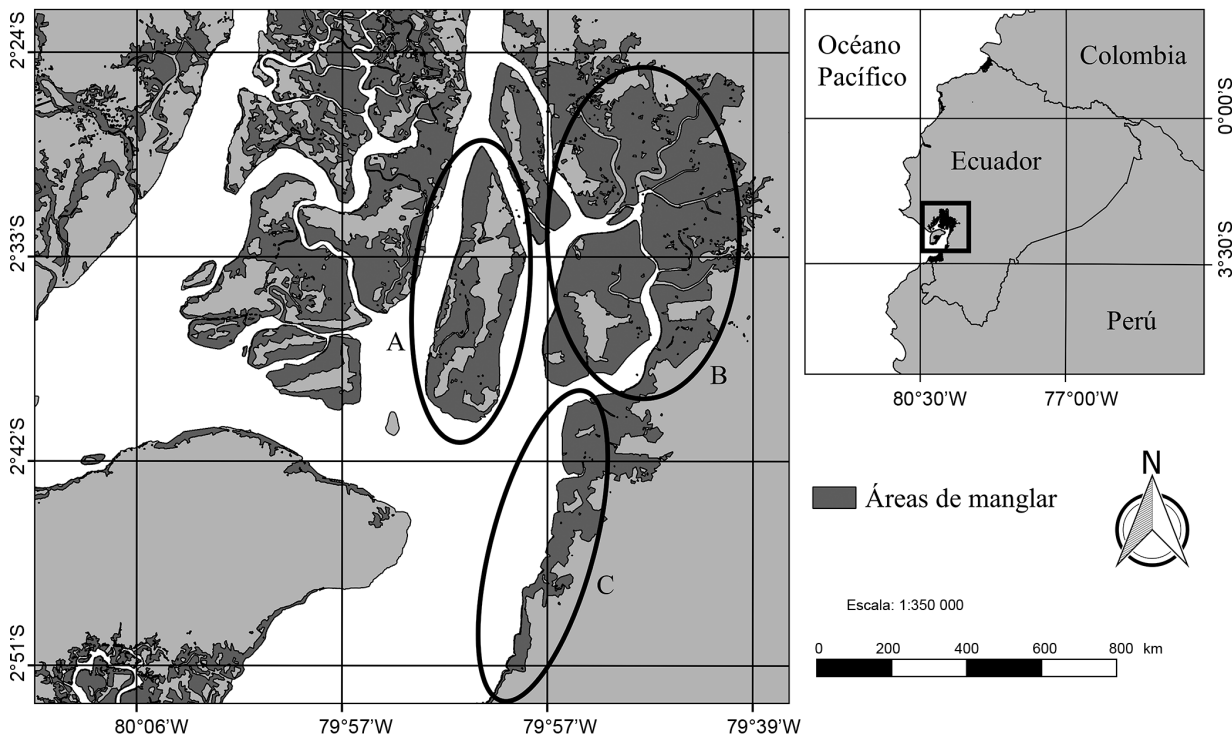 2°24'S
2°33'S
2°42'S
2°51'S
80°06'W
79°57'W
79°57'W
79°39'W
A
B
C
Océano
Pacífico
Colombia
Ecuador
Perú
0°00'S
3°30'S
80°30'W
77°00'W
Áreas de manglar
N
Escala: 1:350 000
0 200 400 600 800 km